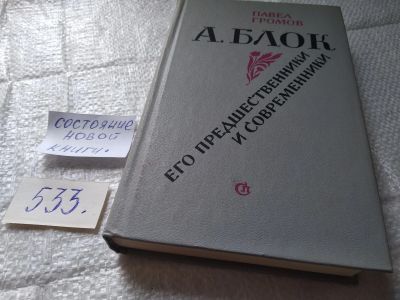 ПАВЕЛ
ГРОМОВ
А. БЛОК,
ЕГО ПРЕДШЕСТВЕННИКИ
И СОВРЕМЕННИКИ
состояние
новой
книги.
533.